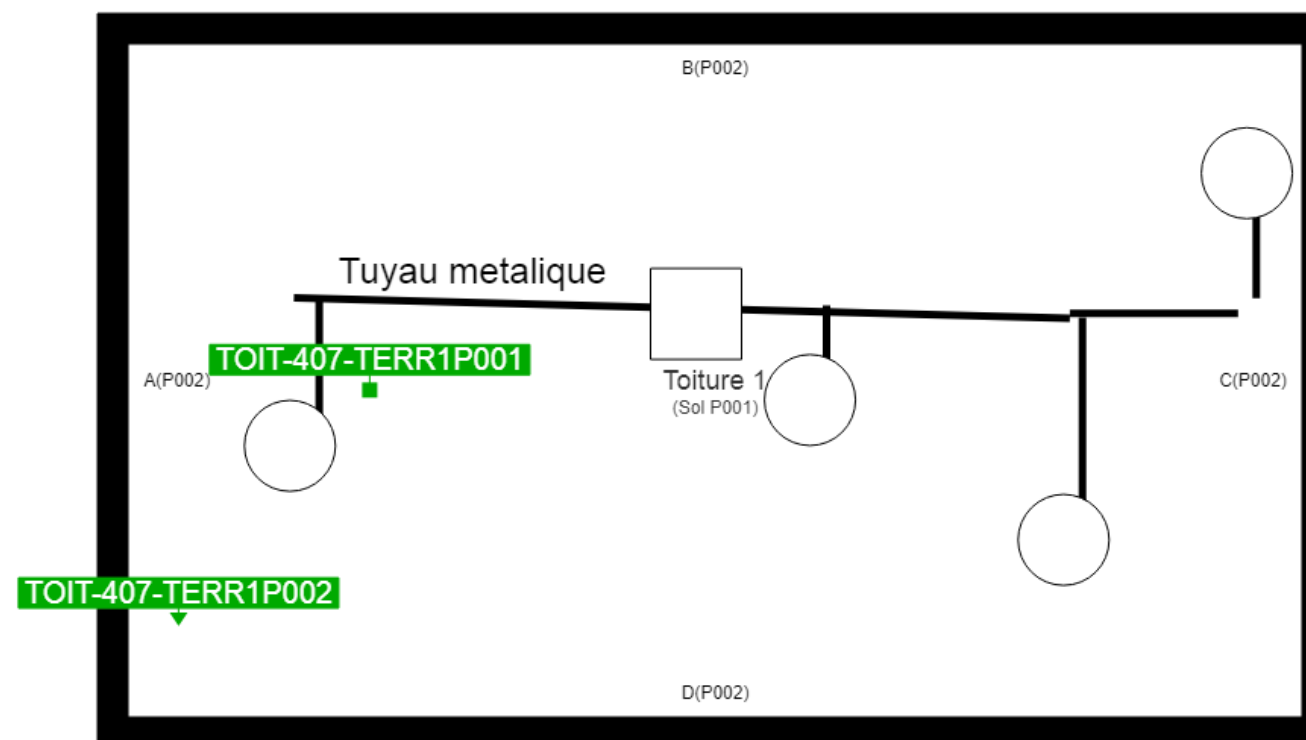 B(P002)
Tuyau metalique
TOIT-407-TERR1P001
A(P002)
Toiture 1
(Sol P001)
C(P002)
TOIT-407-TERR1P002
D(P002)